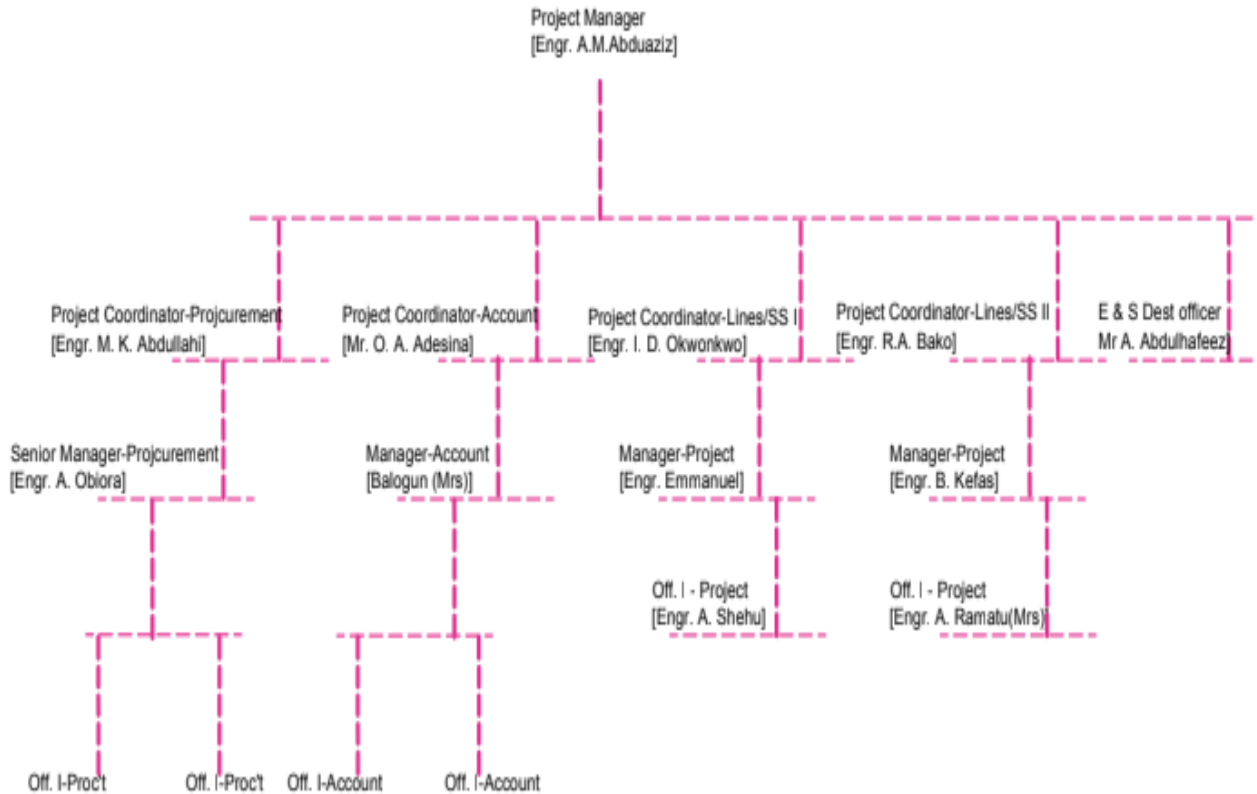 Project Manager
[Engr. A.M.Abduaziz]
Project Coordinator-Projcurement
[Engr. M. K. Abdullahi]
Project Coordinator-Account
[Mr. O. A. Adesina]
Project Coordinator-Lines/SS I
[Engr. I. D. Okwonkwo]
Project Coordinator-Lines/SS II
[Engr. R.A. Bako]
E & S Dest officer
Mr A. Abdulhafeez]
Senior Manager-Projcurement
[Engr. A. Obiora]
Manager-Account
[Balogun (Mrs)]
Manager-Project
[Engr. Emmanuel]
Manager-Project
[Engr. B. Kefas]
Off. I - Project
[Engr. A. Shehu]
Off. I - Project
[Engr. A. Ramatu(Mrs)
Off. I-Proc't
Off. I-Proc't
Off. I-Account
Off. I-Account